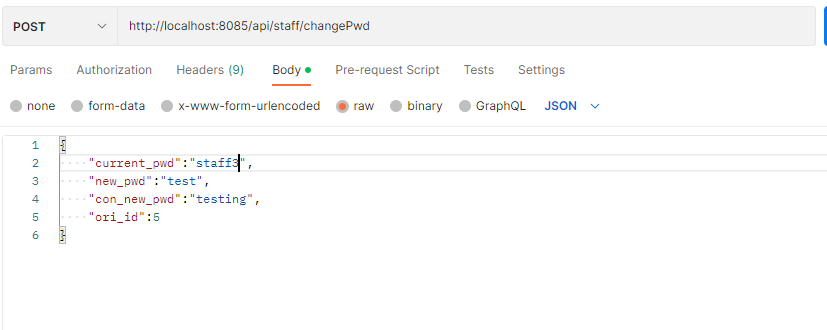 POST http://localhost:8085/api/staff/changePwd
Params Authorization Headers (9) Body Pre-request Script Tests Settings
none form-data x-www-form-urlencoded raw binary GraphQL JSON
1 {
2 "current_pwd":"staff3",
3 "new_pwd":"test",
4 "con_new_pwd":"testing",
5 "ori_id":5
6 }